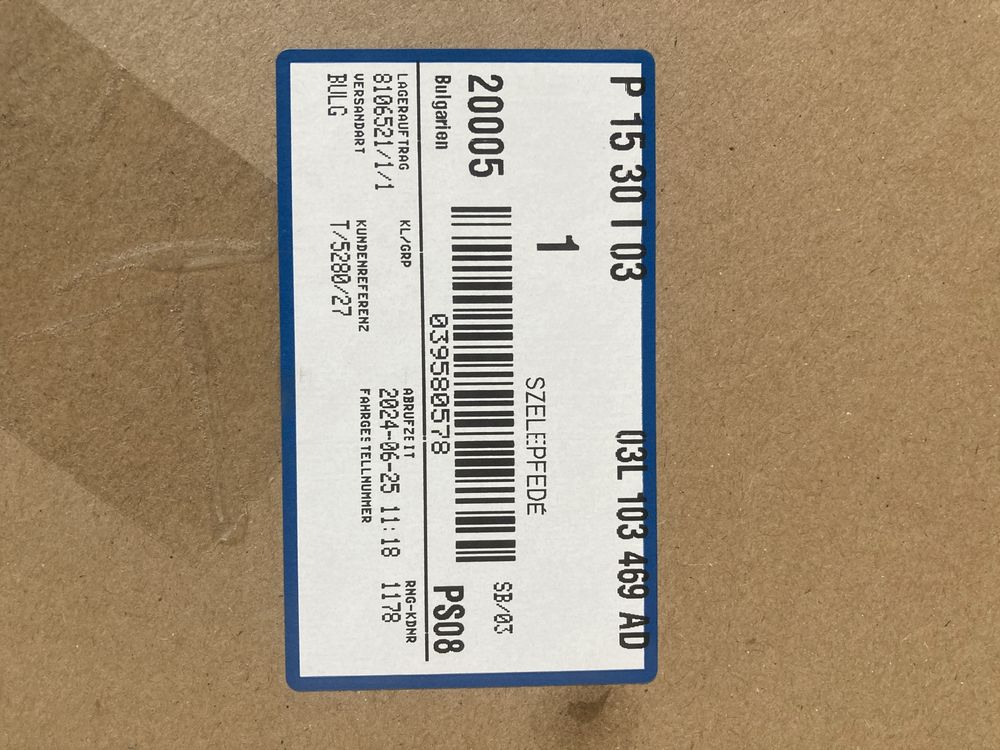 P 15 30 I 03 03L 103 469 AD
1 SZELEPFEDÉ
20005 SB/03
Bulgarien 039580578 PS08
LAGERAUFTRAG KL/GRP ABRUFZEIT RNG-KDNR
8106521/1/1 2024-06-25 11:18 1178
VERSANDART KUNDENREFERENZ FAHRGESTELLNUMMER
BULG T/5280/27